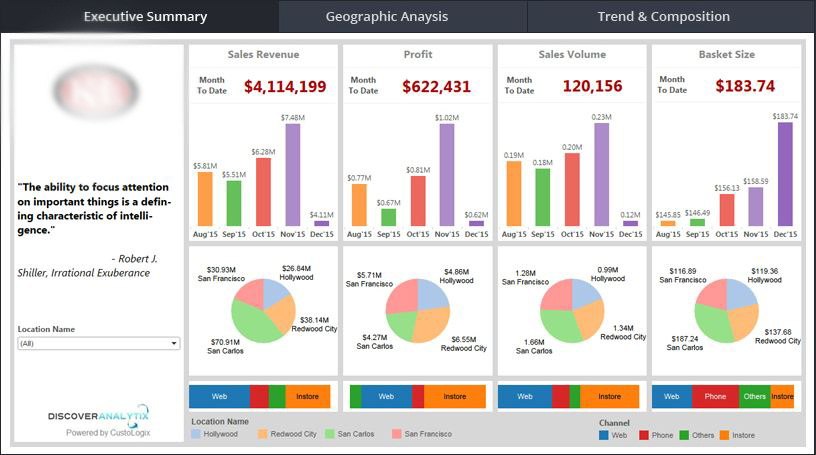 Executive Summary
Geographic Anaysis
Trend & Composition
"The ability to focus attention
on important things is a defin-
ing characteristic of intelli-
gence."
- Robert J.
Shiller, Irrational Exuberance
Location Name
(All)
DISCOVERANALYTIX
Powered by CustoLogix
Sales Revenue
Month
To Date
$4,114,199
$5.81M
$5.51M
$6.28M
$7.48M
$4.11M
Aug'15 Sep'15 Oct'15 Nov'15 Dec'15
Profit
Month
To Date
$622,431
$0.77M
$0.67M
$0.81M
$1.02M
$0.62M
Aug'15 Sep'15 Oct'15 Nov'15 Dec'15
Sales Volume
Month
To Date
120,156
0.19M
0.18M
0.20M
0.23M
0.12M
Aug'15 Sep'15 Oct'15 Nov'15 Dec'15
Basket Size
Month
To Date
$183.74
$145.85
$146.49
$156.13
$158.59
$183.74
Aug'15 Sep'15 Oct'15 Nov'15 Dec'15
$30.93M
San Francisco
$26.84M
Hollywood
$38.14M
Redwood City
$70.91M
San Carlos
$5.71M
San Francisco
$4.86M
Hollywood
$6.55M
Redwood City
$4.27M
San Carlos
1.28M
San Francisco
0.99M
Hollywood
1.34M
Redwood City
1.66M
San Carlos
$116.89
San Francisco
$119.36
Hollywood
$137.68
Redwood City
$187.24
San Carlos
Web Instore
Web Instore
Web Instore
Web Phone Others Instore
Location Name
Hollywood Redwood City San Carlos San Francisco
Channel
Web Phone Others Instore